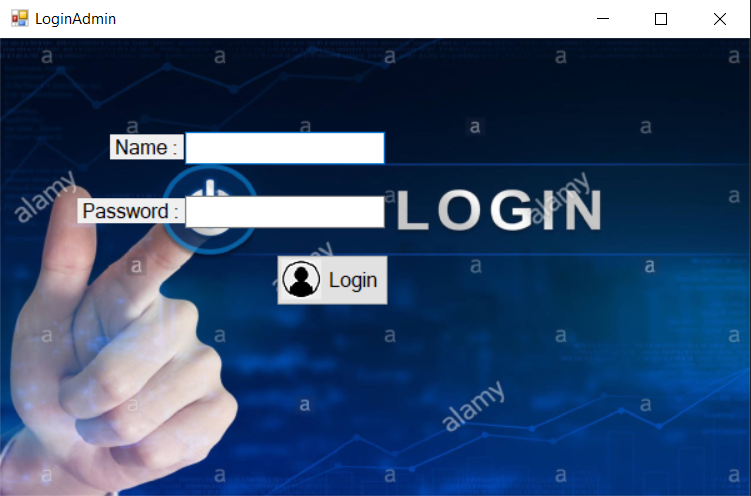 LoginAdmin
a a a a a
a a a a
Name :
alamy a alamy
Password :
LOGIN
a alamy a a
Login
a a a a a
a a alamy a
a a a a a